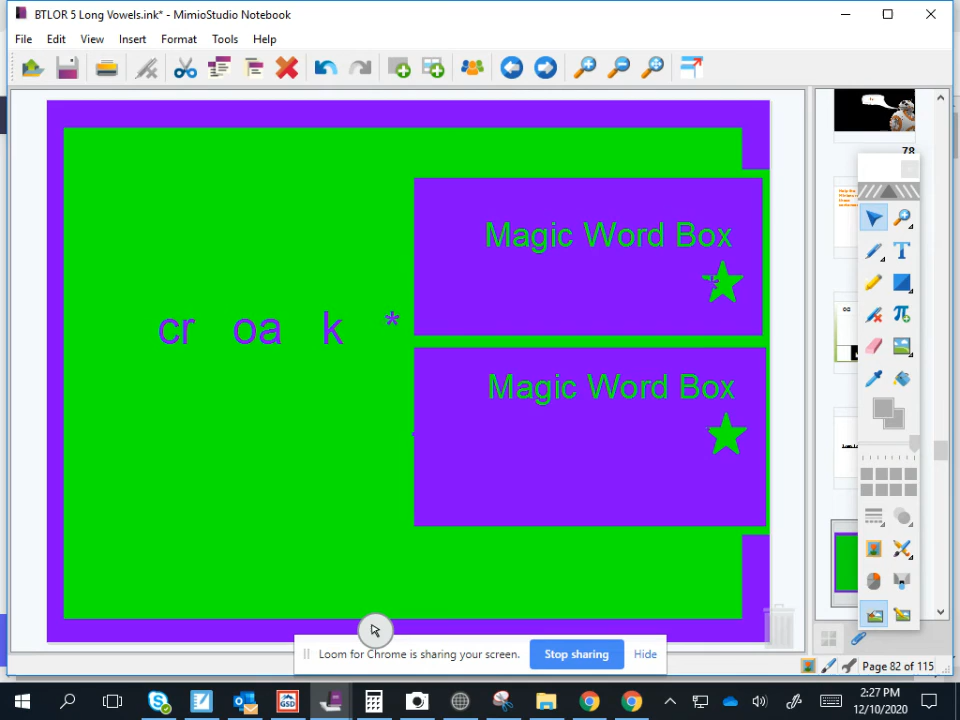 BTLOR 5 Long Vowels.ink* - MimioStudio Notebook
File Edit View Insert Format Tools Help
78
Magic Word Box
cr oa k *
Magic Word Box
Loom for Chrome is sharing your screen. Stop sharing Hide
Page 82 of 115
GSD
2:27 PM
12/10/2020